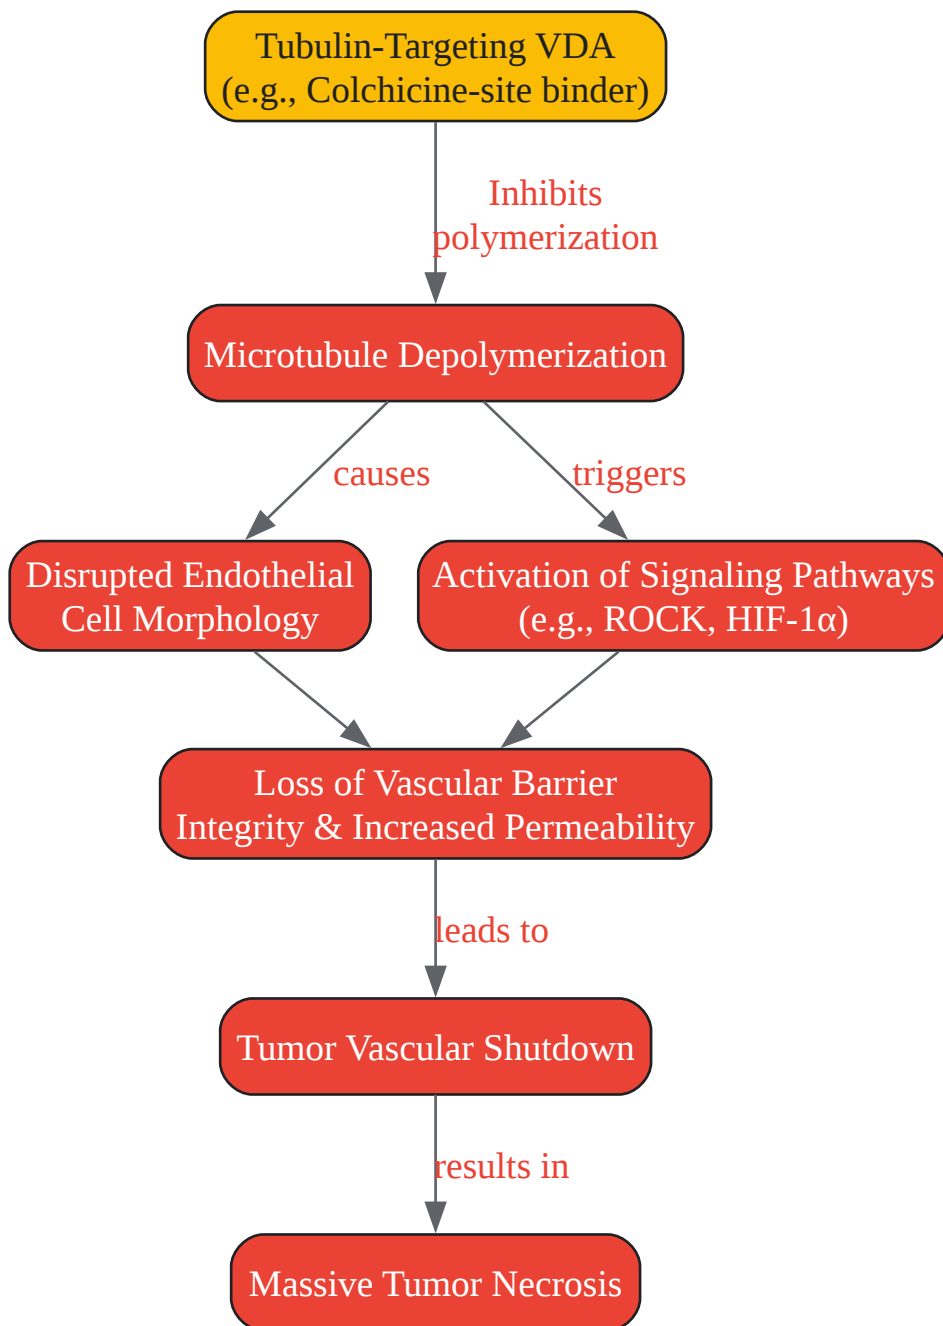 Tubulin-Targeting VDA
(e.g., Colchicine-site binder)
Inhibits
polymerization
Microtubule Depolymerization
causes
triggers
Disrupted Endothelial
Cell Morphology
Activation of Signaling Pathways
(e.g., ROCK, HIF-1α)
Loss of Vascular Barrier
Integrity & Increased Permeability
leads to
Tumor Vascular Shutdown
results in
Massive Tumor Necrosis